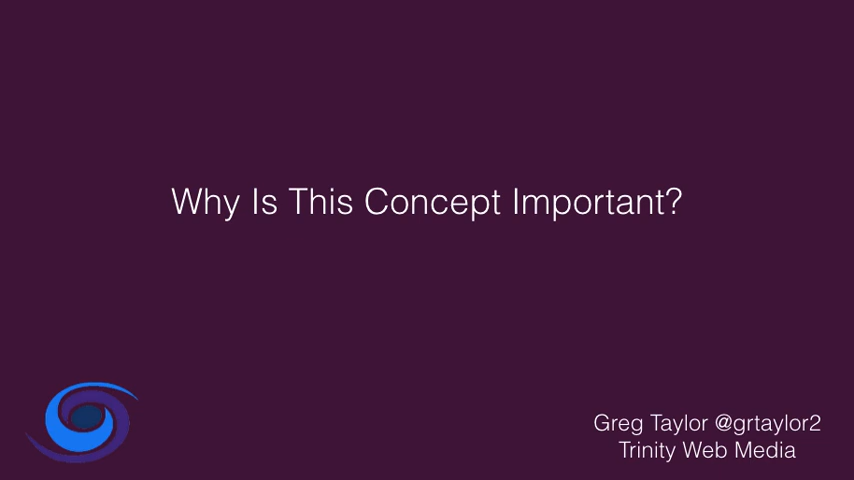 Why Is This Concept Important?
Greg Taylor @grtaylor2
Trinity Web Media